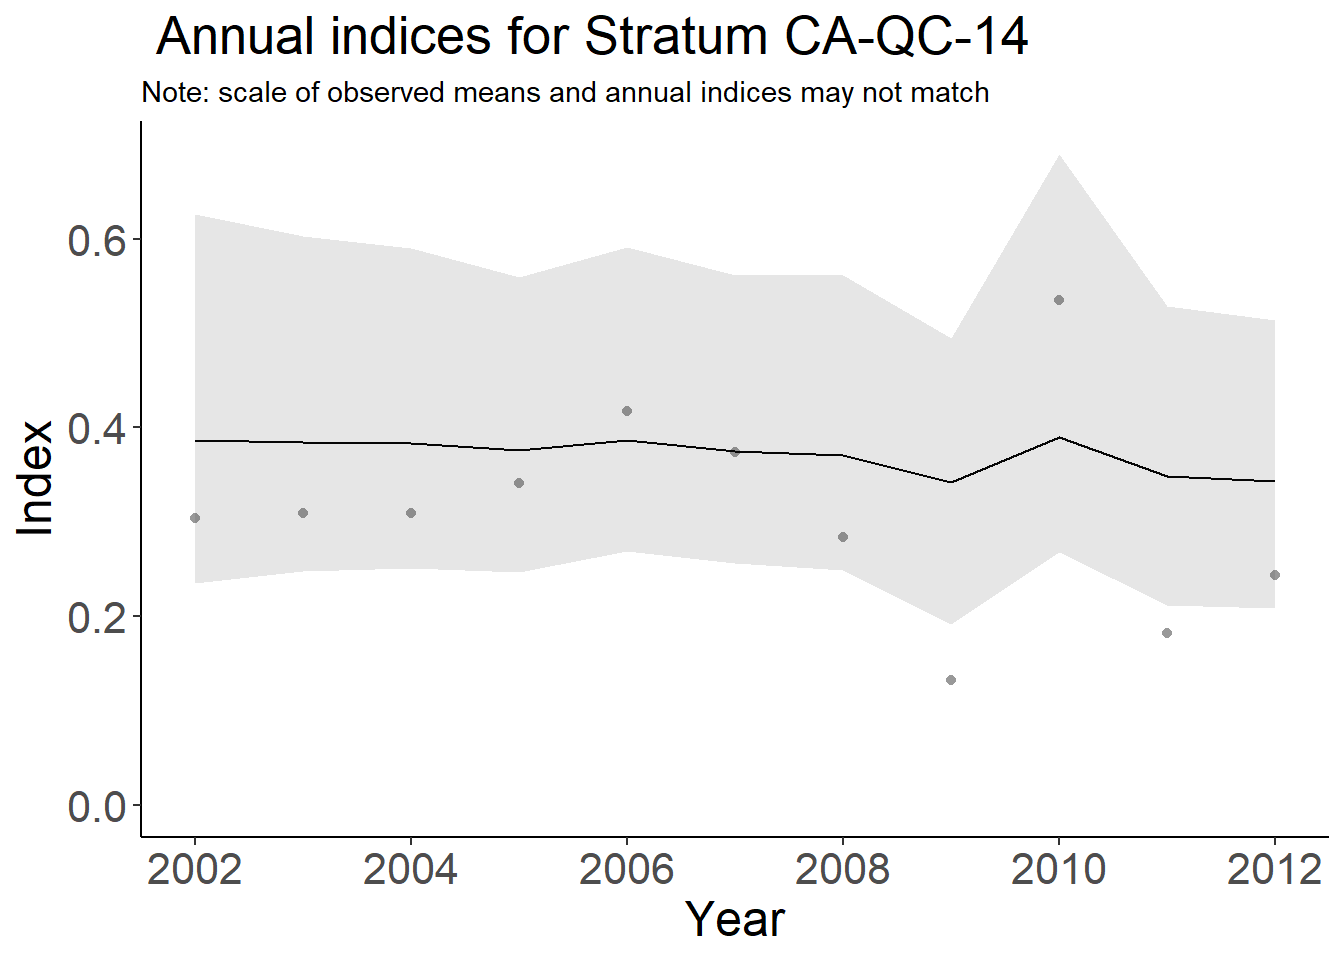 Annual indices for Stratum CA-QC-14
Note: scale of observed means and annual indices may not match
Index
0.6
0.4
0.2
0.0
2002 2004 2006 2008 2010 2012
Year